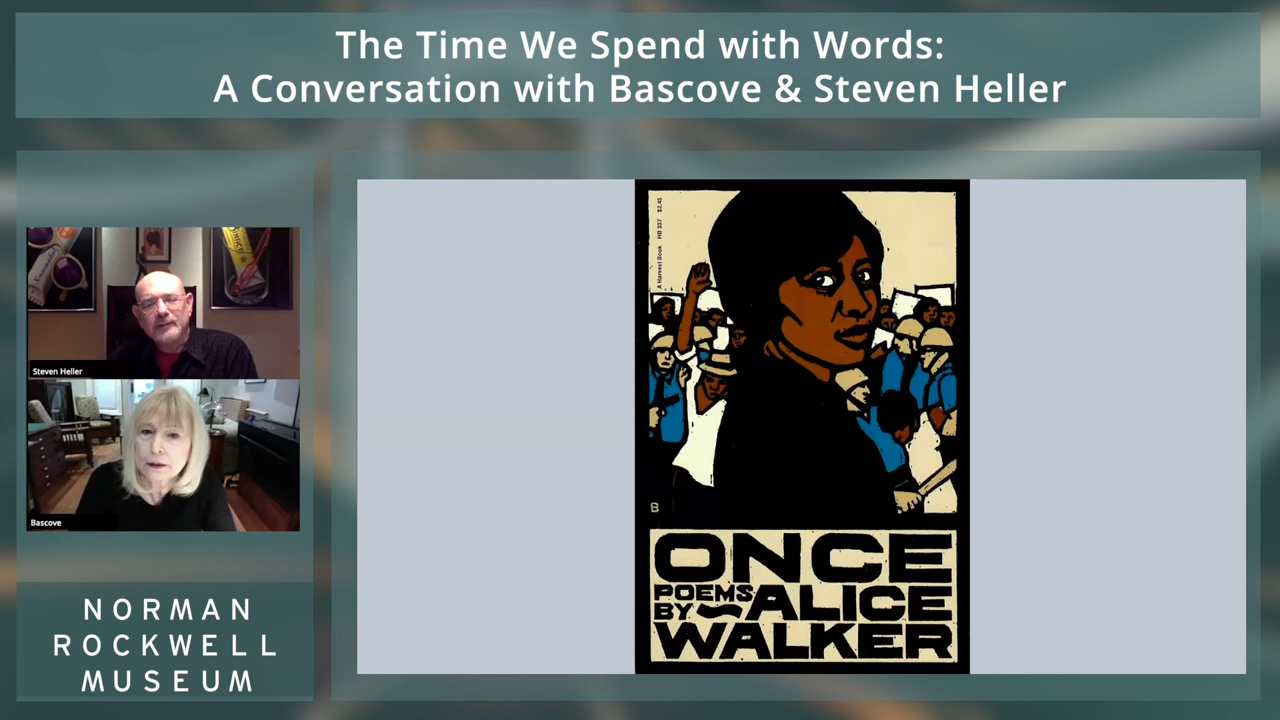 The Time We Spend with Words:
A Conversation with Bascove & Steven Heller
Steven Heller
Bascove
NORMAN
ROCKWELL
MUSEUM
A Harvest Book HB 337 $2.45
B
ONCE
POEMS
BY ALICE
WALKER